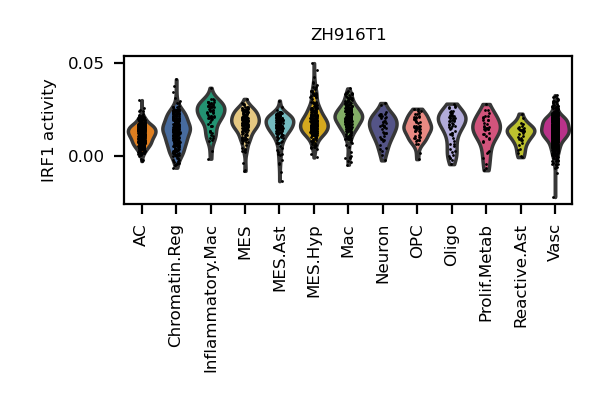 ZH916T1
0.05
0.00
IRF1 activity
AC
Chromatin.Reg
Inflammatory.Mac
MES
MES.Ast
MES.Hyp
Mac
Neuron
OPC
Oligo
Prolif.Metab
Reactive.Ast
Vasc